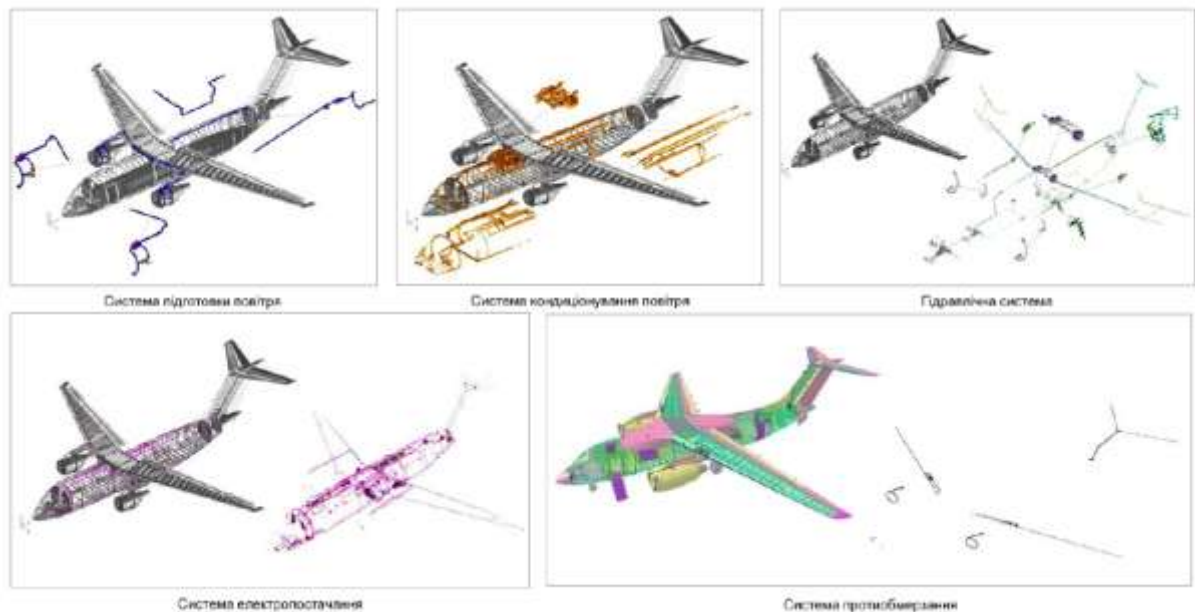 Система підготовки повітря
Система кондиціонування повітря
Гідравлічна система
Система електропостачання
Система протиобмерзання